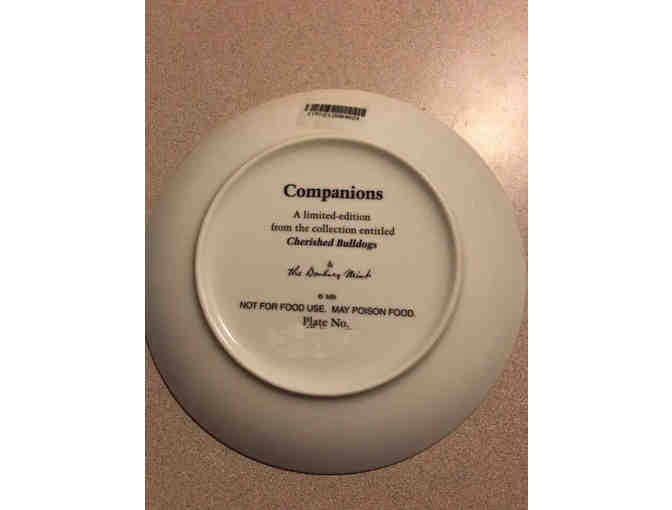 Companions
A limited-edition
from the collection entitled
Cherished Bulldogs
&
the Danbury Mint
© MBI
NOT FOR FOOD USE. MAY POISON FOOD.
Plate No.